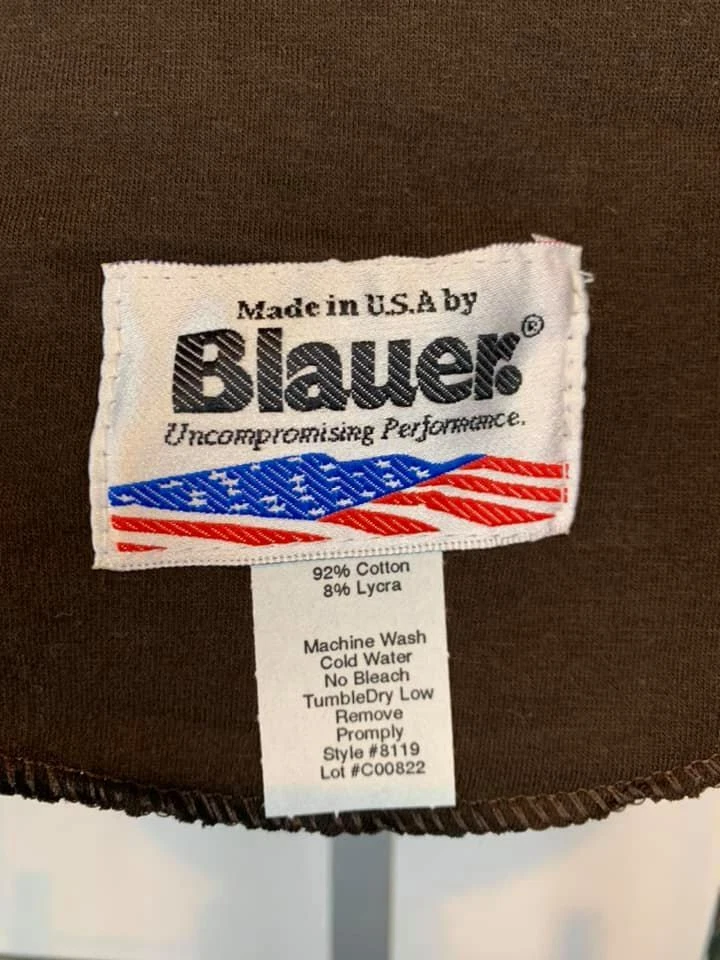 Made in U.S.A by
Blauer®
Uncompromising Performance.
92% Cotton
8% Lycra
Machine Wash
Cold Water
No Bleach
TumbleDry Low
Remove
Promply
Style #8119
Lot #C00822